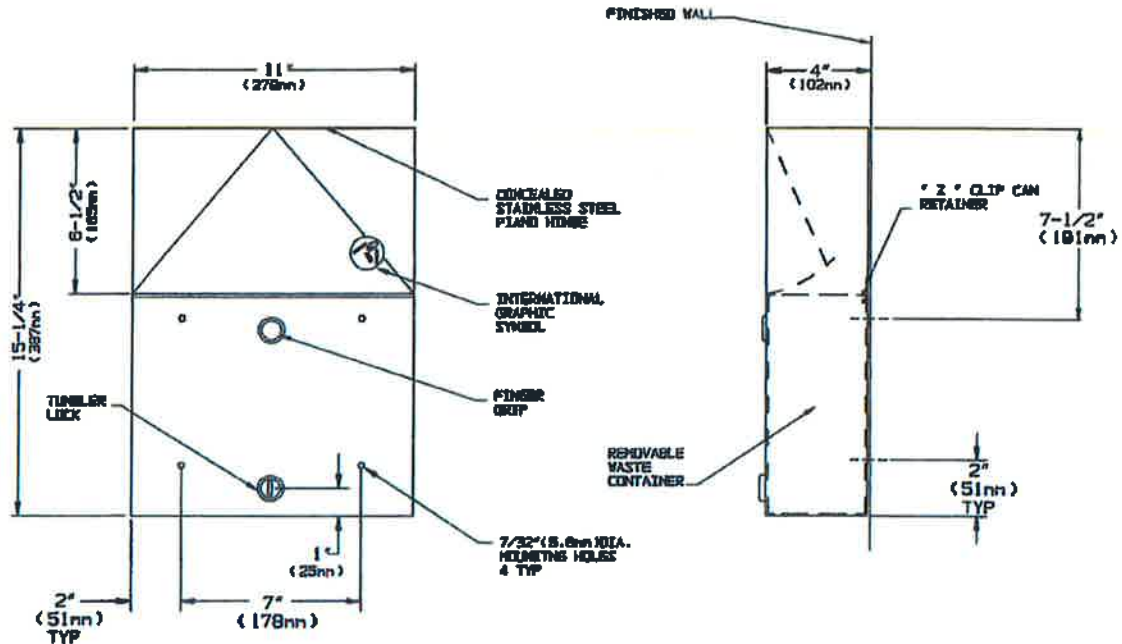 FINISHED WALL
11"
(278mm)
4"
(102mm)
6-1/2"
(165mm)
15-1/4"
(387mm)
CONCEALED
STAINLESS STEEL
PIANO HINGE
" Z " CLIP CAN
RETAINER
7-1/2"
(191mm)
INTERNATIONAL
GRAPHIC
SYMBOL
TUMBLER
LOCK
FINGER
GRIP
REMOVABLE
WASTE
CONTAINER
2"
(51mm)
TYP
7/32"(5.6mm)DIA.
MOUNTING HOLES
4 TYP
1"
(25mm)
2"
(51mm)
TYP
7"
(178mm)